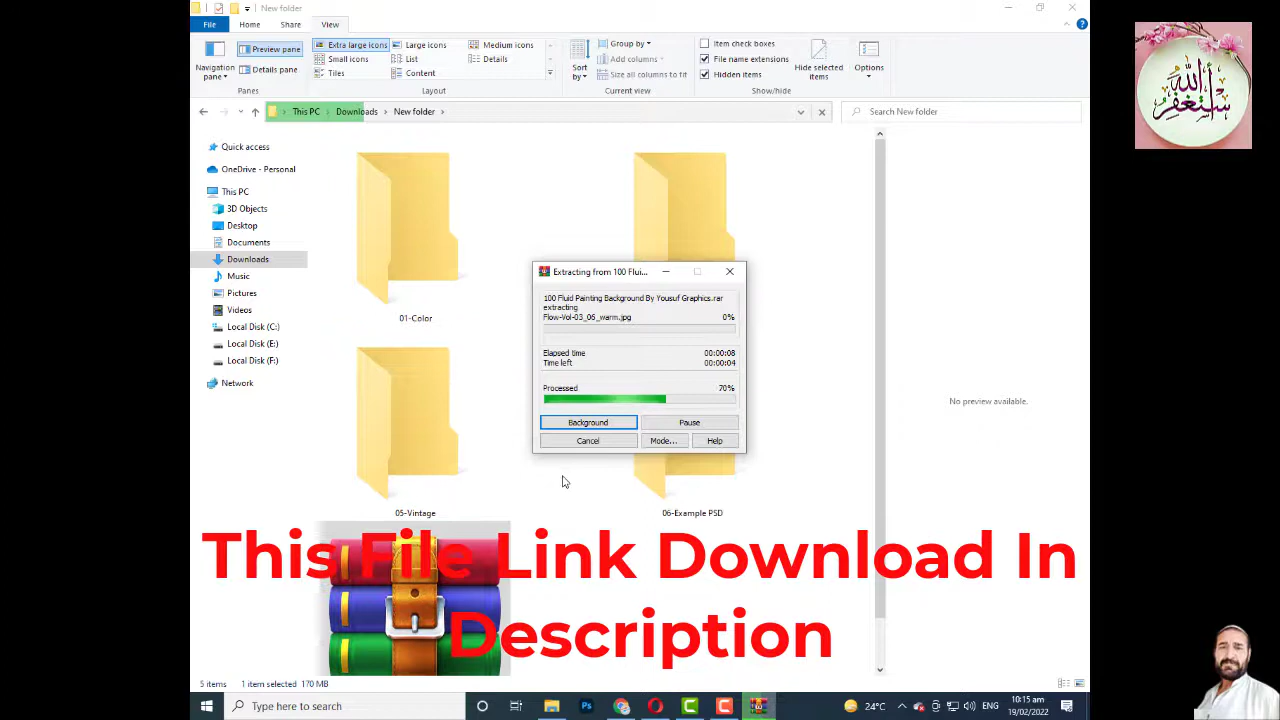 New folder
File
Home
Share
View
Navigation pane
Preview pane
Details pane
Panes
Extra large icons
Large icons
Medium icons
Small icons
List
Details
Tiles
Content
Layout
Sort by
Group by
Add columns
Size all columns to fit
Current view
Item check boxes
File name extensions
Hidden items
Hide selected items
Show/hide
Options
This PC
Downloads
New folder
Search New folder
Quick access
OneDrive - Personal
This PC
3D Objects
Desktop
Documents
Downloads
Music
Pictures
Videos
Local Disk (C:)
Local Disk (E:)
Local Disk (F:)
Network
01-Color
05-Vintage
06-Example PSD
Extracting from 100 Flui...
100 Fluid Painting Background By Yousuf Graphics.rar
extracting
Flow-Vol-03_06_warm.jpg 0%
Elapsed time 00:00:08
Time left 00:00:04
Processed 70%
Background
Pause
Cancel
Mode...
Help
No preview available.
This File Link Download In
Description
5 items 1 item selected 170 MB
Type here to search
Ps
24°C
ENG
10:15 am
19/02/2022
أستغفر الله